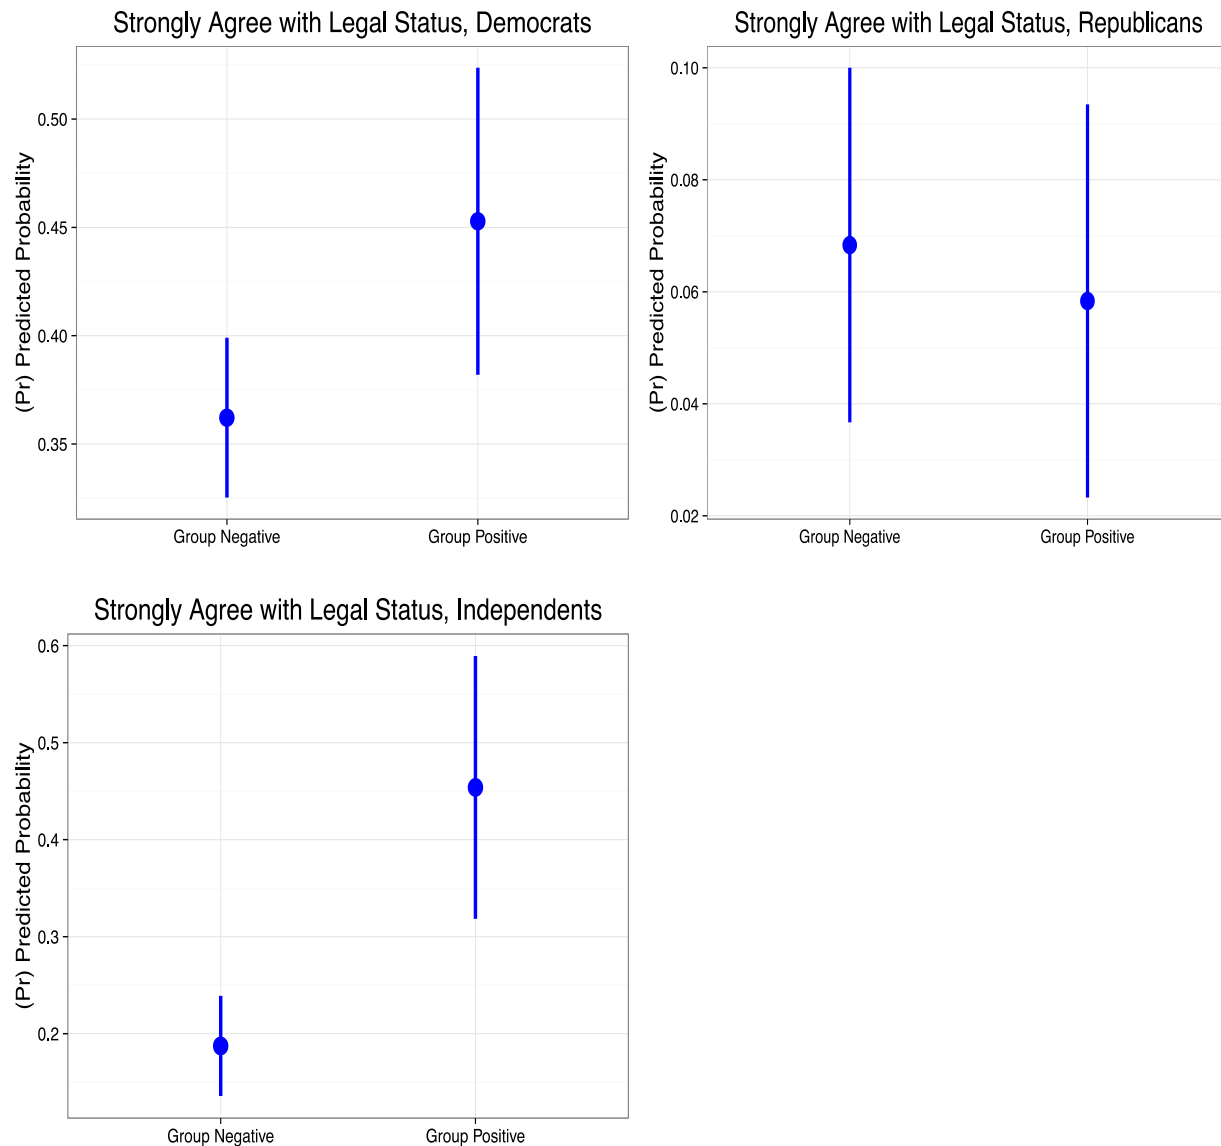 Strongly Agree with Legal Status, Democrats
(Pr) Predicted Probability
0.50
0.45
0.40
0.35
Group Negative
Group Positive
Strongly Agree with Legal Status, Republicans
(Pr) Predicted Probability
0.10
0.08
0.06
0.04
0.02
Group Negative
Group Positive
Strongly Agree with Legal Status, Independents
(Pr) Predicted Probability
0.6
0.5
0.4
0.3
0.2
Group Negative
Group Positive